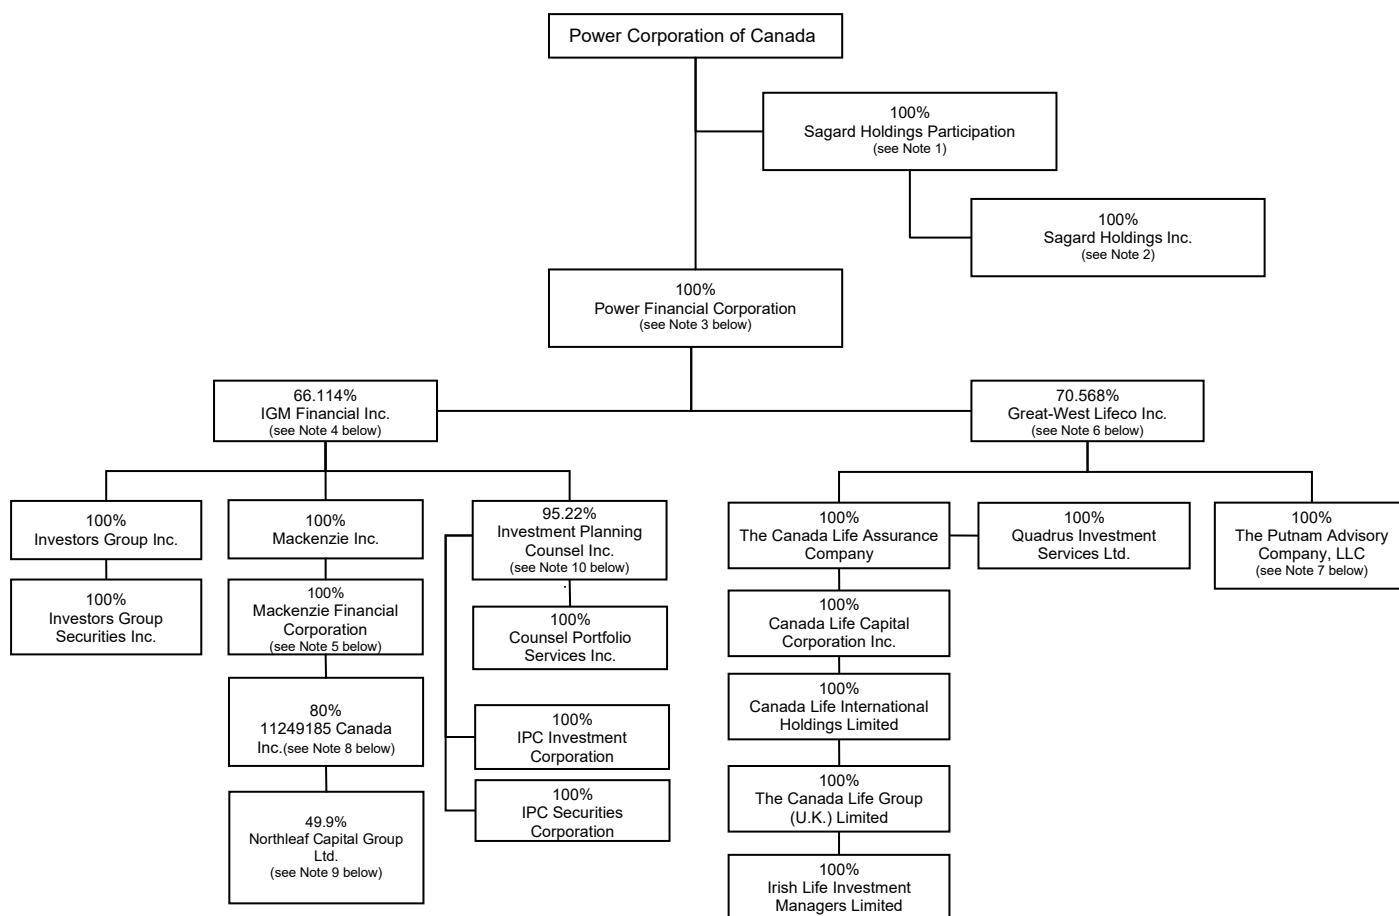 Power Corporation of Canada
100%
Sagard Holdings Participation
(see Note 1)
100%
Sagard Holdings Inc.
(see Note 2)
100%
Power Financial Corporation
(see Note 3 below)
66.114%
IGM Financial Inc.
(see Note 4 below)
70.568%
Great-West Lifeco Inc.
(see Note 6 below)
100%
Investors Group Inc.
100%
Investors Group
Securities Inc.
100%
Mackenzie Inc.
100%
Mackenzie Financial
Corporation
(see Note 5 below)
80%
11249185 Canada
Inc.(see Note 8 below)
49.9%
Northleaf Capital Group
Ltd.
(see Note 9 below)
95.22%
Investment Planning
Counsel Inc.
(see Note 10 below)
100%
Counsel Portfolio
Services Inc.
100%
IPC Investment
Corporation
100%
IPC Securities
Corporation
100%
The Canada Life Assurance
Company
100%
Canada Life Capital
Corporation Inc.
100%
Canada Life International
Holdings Limited
100%
The Canada Life Group
(U.K.) Limited
100%
Irish Life Investment
Managers Limited
100%
Quadrus Investment
Services Ltd.
100%
The Putnam Advisory
Company, LLC
(see Note 7 below)